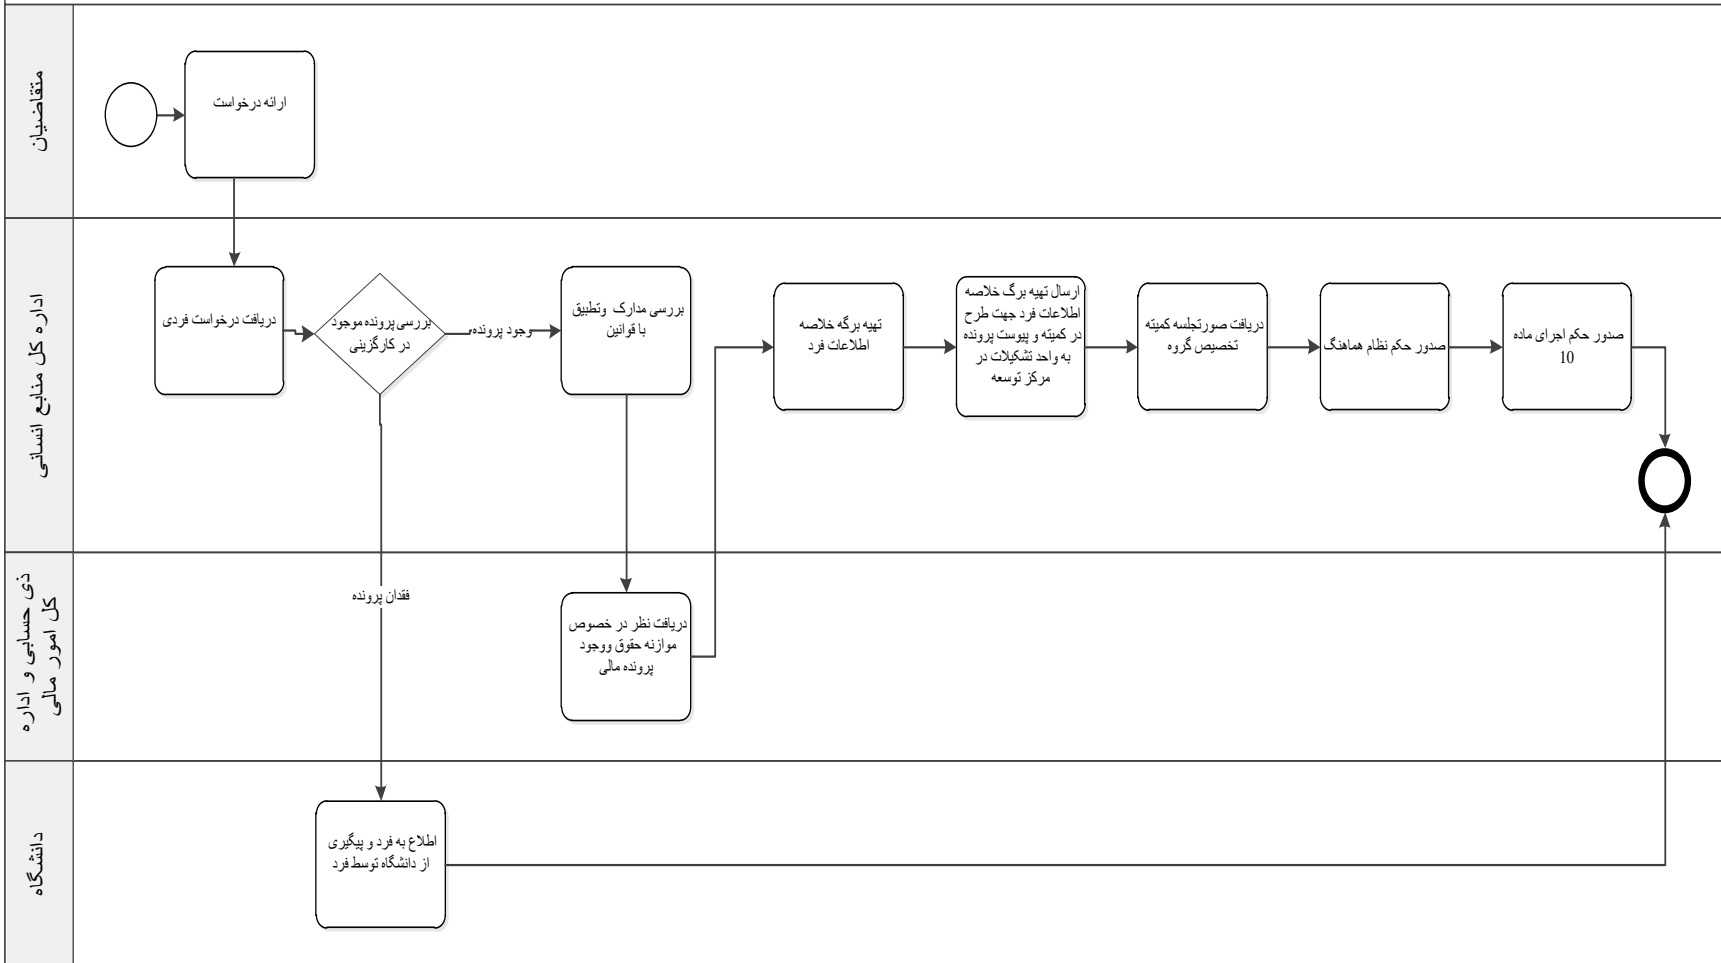 متقاضیان
ارائه درخواست
اداره کل منابع انسانی
دریافت درخواست فردی
بررسی پرونده موجود
در کارگزینی
وجود پرونده
بررسی مدارک وتطبیق
با قوانین
تهیه برگه خلاصه
اطلاعات فرد
ارسال تهیه برگ خلاصه
اطلاعات فرد جهت طرح
در کمیته و پیوست پرونده
به واحد تشکیلات در
مرکز توسعه
دریافت صورتجلسه کمیته
تخصیص گروه
صدور حکم نظام هماهنگ
صدور حکم اجرای ماده
10
ذی حسابی و اداره
کل امور مالی
فقدان پرونده
دریافت نظر در خصوص
موازنه حقوق ووجود
پرونده مالی
دانشگاه
اطلاع به فرد و پیگیری
از دانشگاه توسط فرد